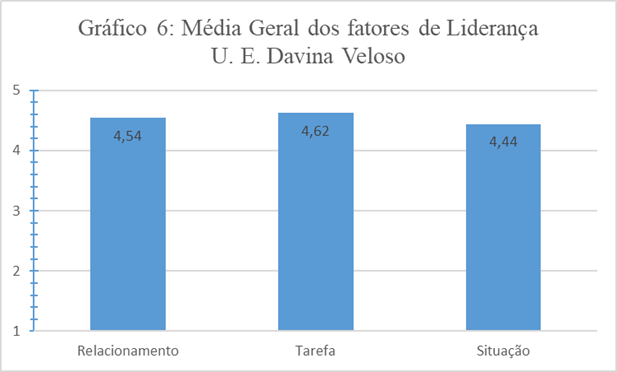 Gráfico 6: Média Geral dos fatores de Liderança
U. E. Davina Veloso
5
4
3
2
1
4,54
4,62
4,44
Relacionamento
Tarefa
Situação